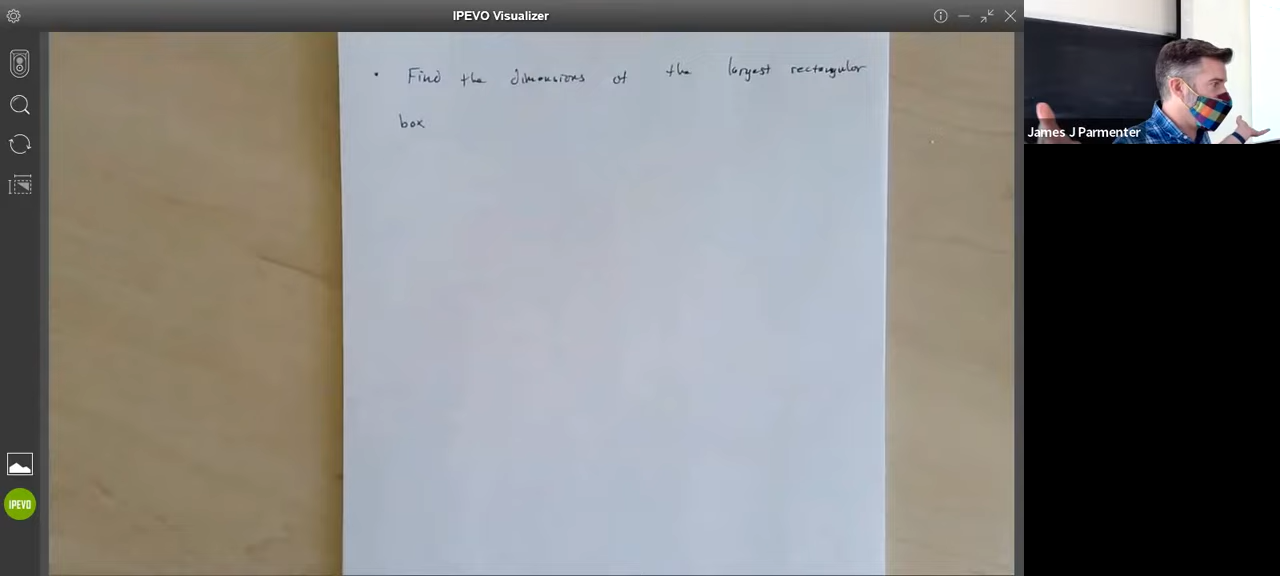 IPEVO Visualizer
• Find the dimensions of the largest rectangular
box
James J Parmenter
IPEVO